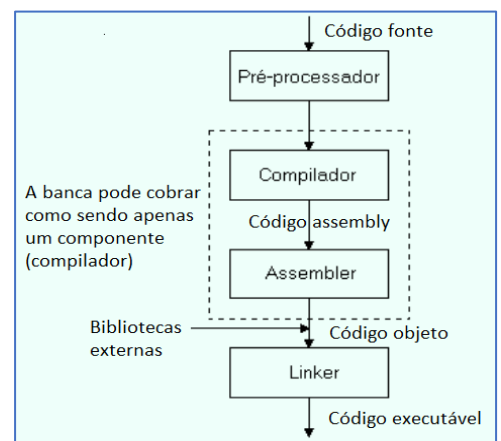 Código fonte
Pré-processador
Compilador
A banca pode cobrar
como sendo apenas
um componente
(compilador)
Código assembly
Assembler
Bibliotecas
externas
Código objeto
Linker
Código executável